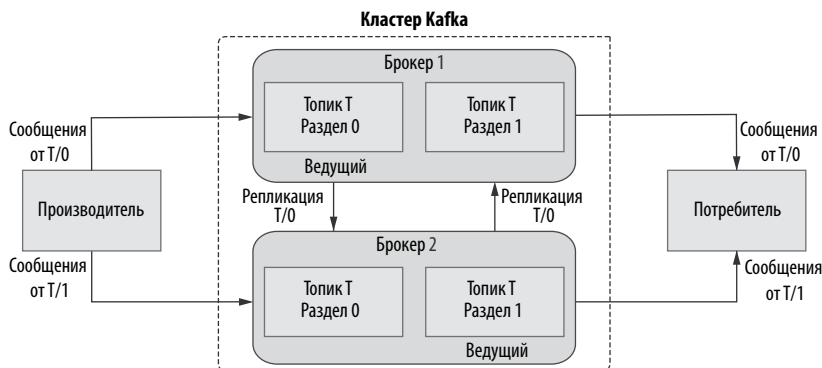 Кластер Kafka
Брокер 1
Топик T
Раздел 0
Топик T
Раздел 1
Ведущий
Сообщения
от T/0
Производитель
Сообщения
от T/1
Репликация
T/0
Репликация
T/0
Брокер 2
Топик T
Раздел 0
Топик T
Раздел 1
Ведущий
Сообщения
от T/0
Потребитель
Сообщения
от T/1